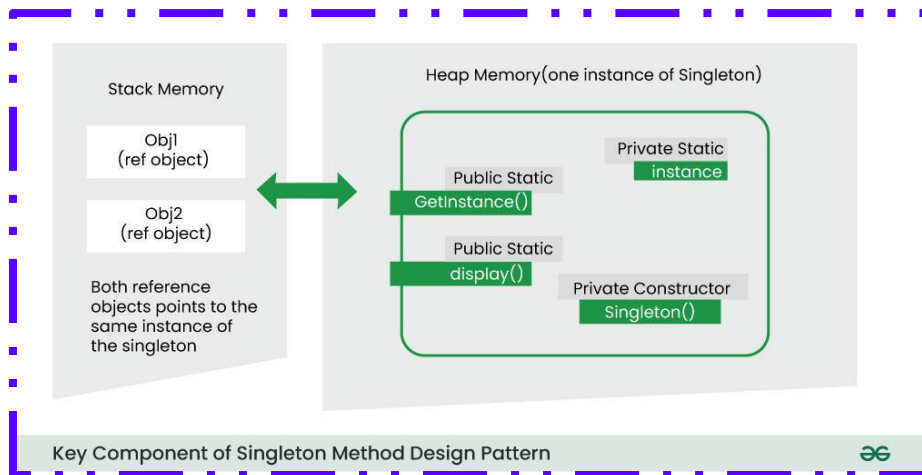 Stack Memory
Obj1
(ref object)
Obj2
(ref object)
Both reference
objects points to the
same instance of
the singleton
Heap Memory(one instance of Singleton)
Private Static
instance
Public Static
GetInstance()
Public Static
display()
Private Constructor
Singleton()
Key Component of Singleton Method Design Pattern